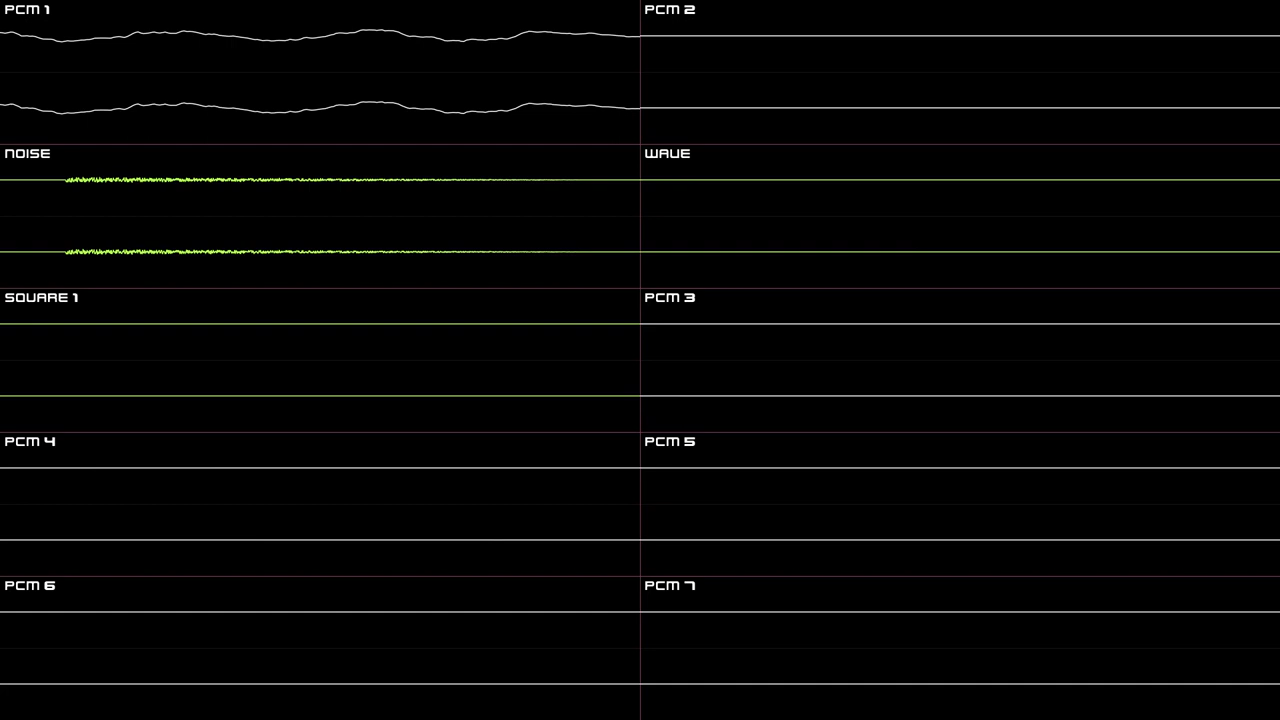 PCM 1
PCM 2
NOISE
WAVE
SQUARE 1
PCM 3
PCM 4
PCM 5
PCM 6
PCM 7